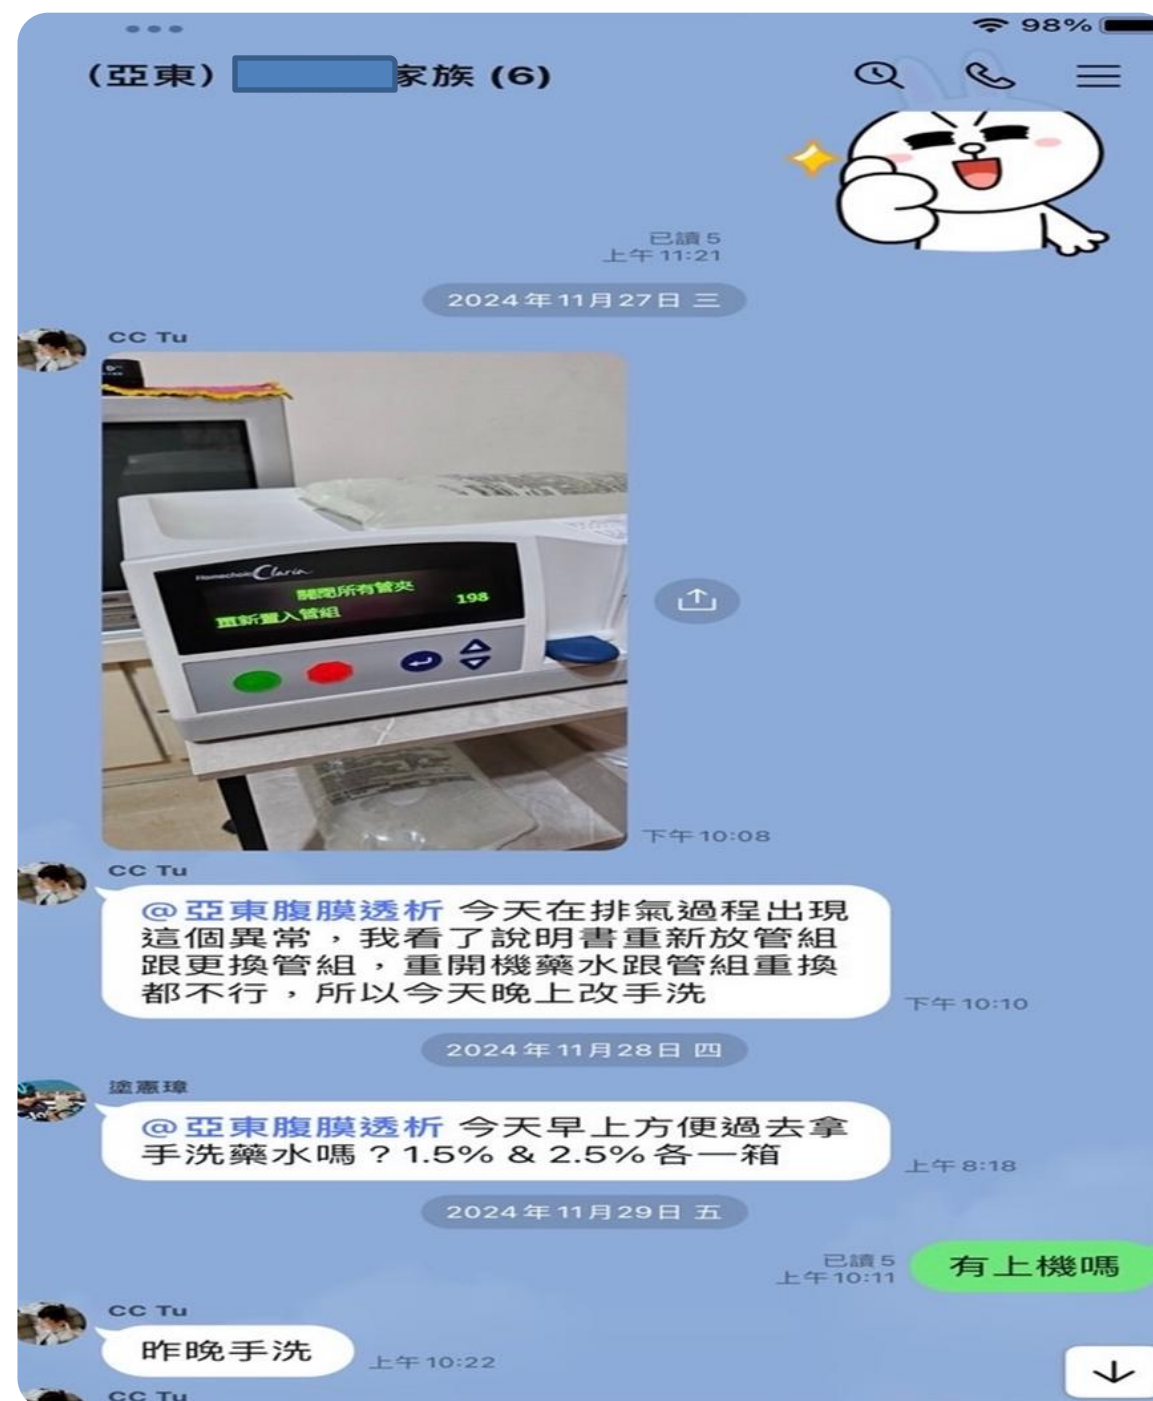 98%
（亞東）
家族 (6)
已讀 5
上午 11:21
2024年11月27日 三
CC Tu
Homechoice Claria
關閉所有管夾
重新置入管組
198
下午 10:08
CC Tu
@亞東腹膜透析 今天在排氣過程出現
這個異常，我看了說明書重新放管組
跟更換管組，重開機藥水跟管組重換
都不行，所以今天晚上改手洗
下午 10:10
2024年11月28日 四
塗憲璋
@亞東腹膜透析 今天早上方便過去拿
手洗藥水嗎？1.5% & 2.5% 各一箱
上午 8:18
2024年11月29日 五
已讀 5
上午 10:11
有上機嗎
CC Tu
昨晚手洗
上午 10:22
CC Tu